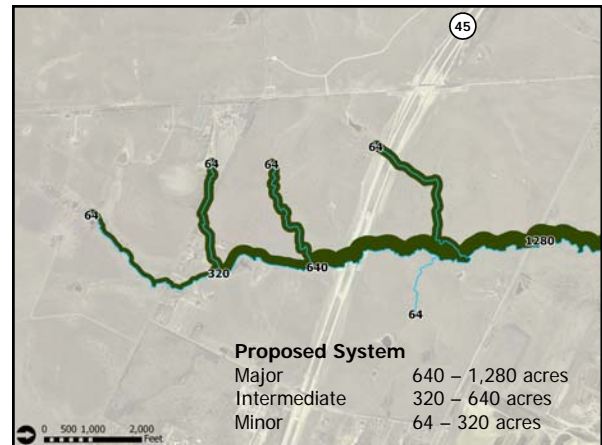 45
64
64
64
64
320
640
1280
64
Proposed System
Major 640 – 1,280 acres
Intermediate 320 – 640 acres
Minor 64 – 320 acres
0 500 1,000 2,000
Feet